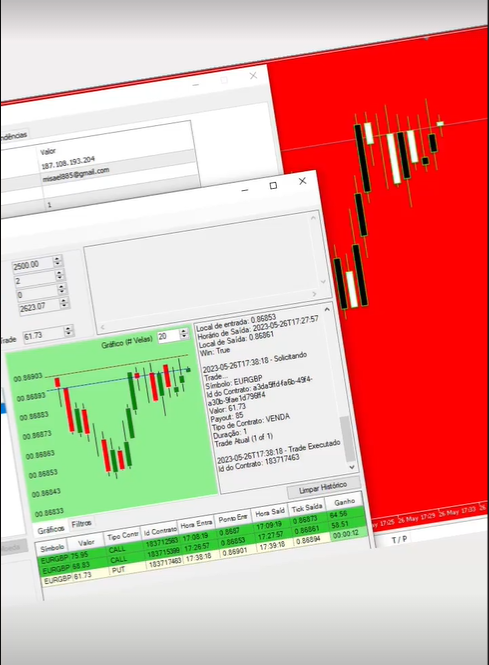 ndências
Valor
187.108.193.204
misael885@gmail.com
1
2500.00
2
0
2623.07
rade 61.73
Gráfico (# Velas) 20
00.86903
00.86893
00.86883
00.86873
00.86863
00.86853
00.86843
00.86833
Local de entrada: 0.86853
Horário de Saída: 2023-05-26T17:27:57
Local de Saída: 0.86861
Win: True
2023-05-26T17:38:18 - Solicitando
Trade...
Símbolo: EURGBP
Id do Contrato: a3da5ffd-fa6b-49f4-
a30b-9fae1d798ff4
Valor: 61.73
Payout: 85
Tipo de Contrato: VENDA
Duração: 1
Trade Atual (1 of 1)
2023-05-26T17:38:18 - Trade Executado
Id do Contrato: 183717463
Limpar Histórico
Gráficos Filtros
Símbolo Valor Tipo Contr Id Contrato Hora Entra Ponto Entr Hora Saíd Tick Saída Ganho
EURGBP 75.95 CALL 183712563 17:08:19 0.8687 17:09:19 0.86873 64.56
EURGBP 68.83 CALL 183715399 17:26:57 0.86853 17:27:57 0.86861 58.51
EURGBP 61.73 PUT 183717463 17:38:18 0.86901 17:39:18 0.86894 00:00:12
17:25 26 May 17:29 26 May 17:33 26
T / P